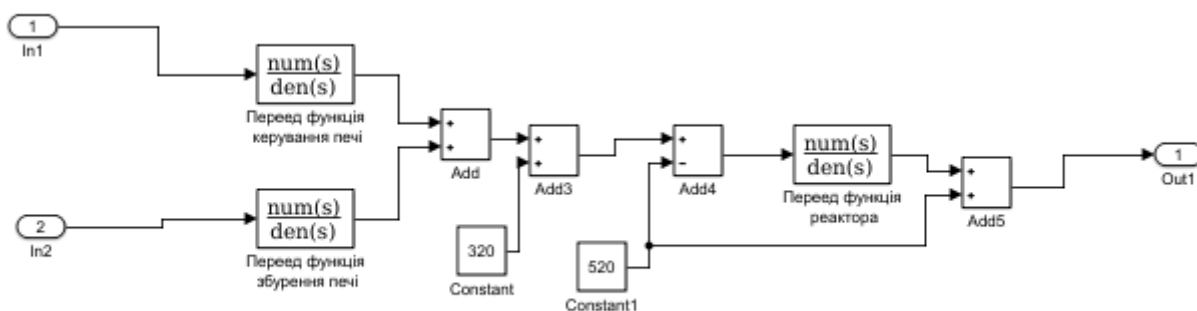 1
In1
num(s)
den(s)
Переед функція
керування печі
+
+
Add
+
+
Add3
+
−
Add4
num(s)
den(s)
Переед функція
реактора
+
+
Add5
1
Out1
2
In2
num(s)
den(s)
Переед функція
збурення печі
320
Constant
520
Constant1